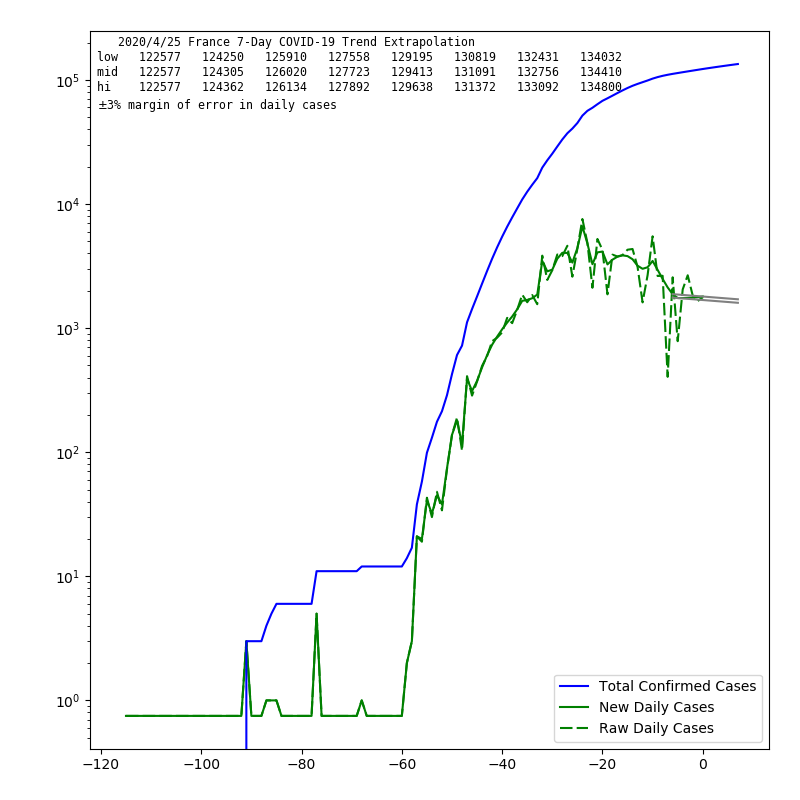 2020/4/25 France 7-Day COVID-19 Trend Extrapolation
low 122577 124250 125910 127558 129195 130819 132431 134032
mid 122577 124305 126020 127723 129413 131091 132756 134410
hi 122577 124362 126134 127892 129638 131372 133092 134800
±3% margin of error in daily cases
10⁵
10⁴
10³
10²
10¹
10⁰
Total Confirmed Cases
New Daily Cases
Raw Daily Cases
−120 −100 −80 −60 −40 −20 0